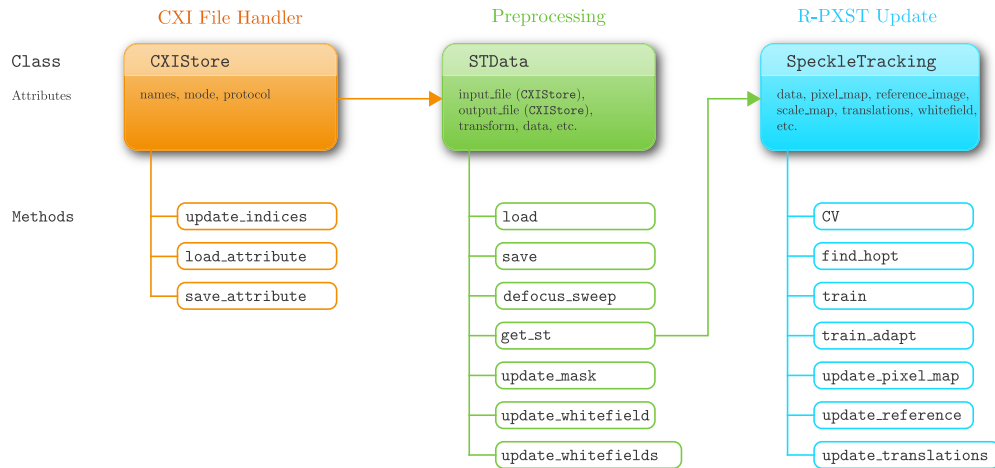 CXI File Handler
Preprocessing
R-PXST Update
Class
CXIStore
STData
SpeckleTracking
Attributes
names, mode, protocol
input_file (CXIStore),
output_file (CXIStore),
transform, data, etc.
data, pixel_map, reference_image,
scale_map, translations, whitefield,
etc.
Methods
update_indices
load_attribute
save_attribute
load
save
defocus_sweep
get_st
update_mask
update_whitefield
update_whitefields
CV
find_hopt
train
train_adapt
update_pixel_map
update_reference
update_translations